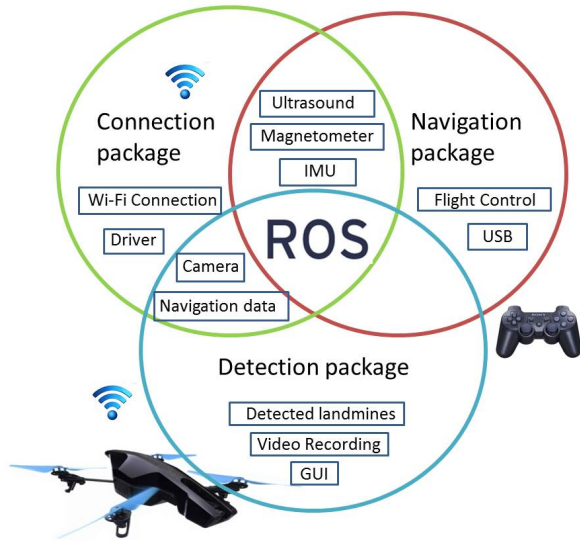 Ultrasound
Connection
package
Magnetometer
Navigation
package
IMU
Wi-Fi Connection
Flight Control
Driver
ROS
USB
Camera
Navigation data
Detection package
Detected landmines
Video Recording
GUI